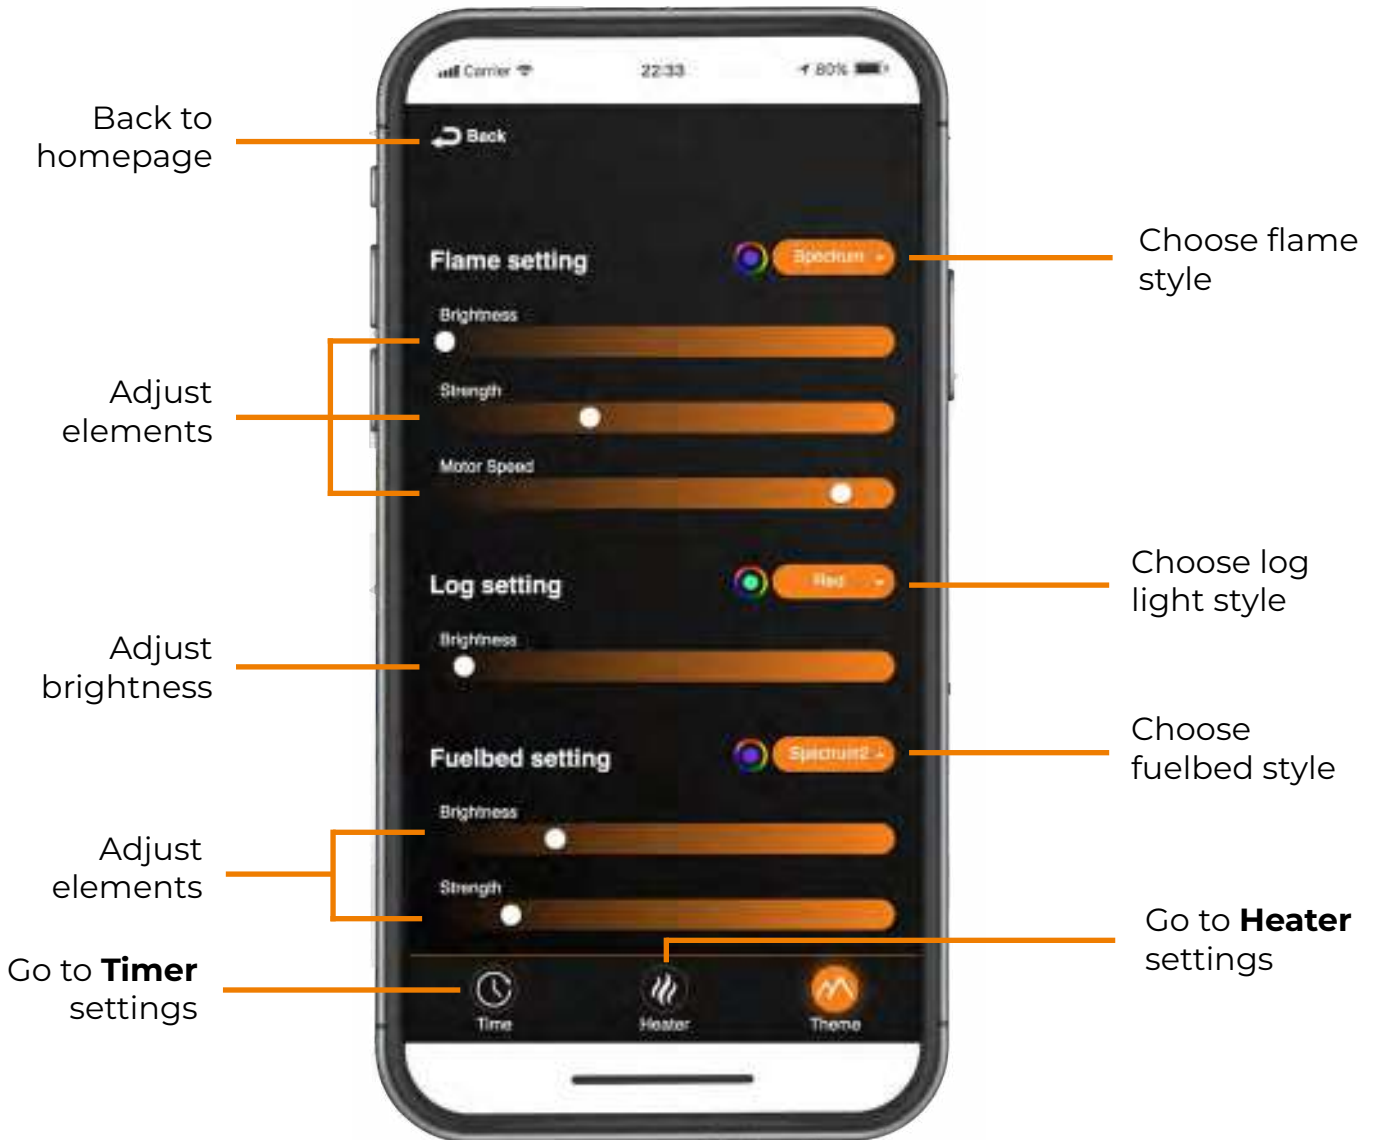 Carrier
22:33
80%
Back to
homepage
Back
Flame setting
Spectrum
Choose flame
style
Brightness
Adjust
elements
Strength
Motor Speed
Log setting
Red
Choose log
light style
Brightness
Adjust
brightness
Fuelbed setting
Spectrum2
Choose
fuelbed style
Brightness
Adjust
elements
Strength
Go to Heater
settings
Go to Timer
settings
Time
Heater
Theme